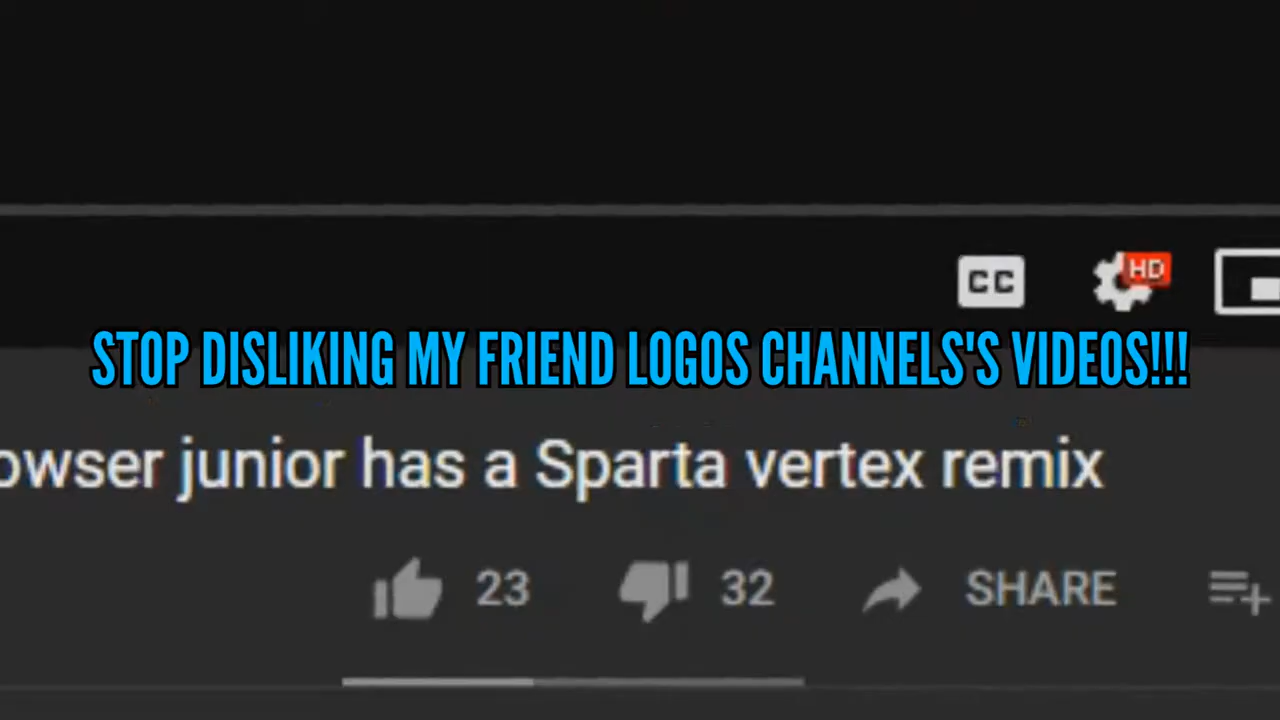 CC HD
STOP DISLIKING MY FRIEND LOGOS CHANNELS'S VIDEOS!!!
owser junior has a Sparta vertex remix
23 32 SHARE